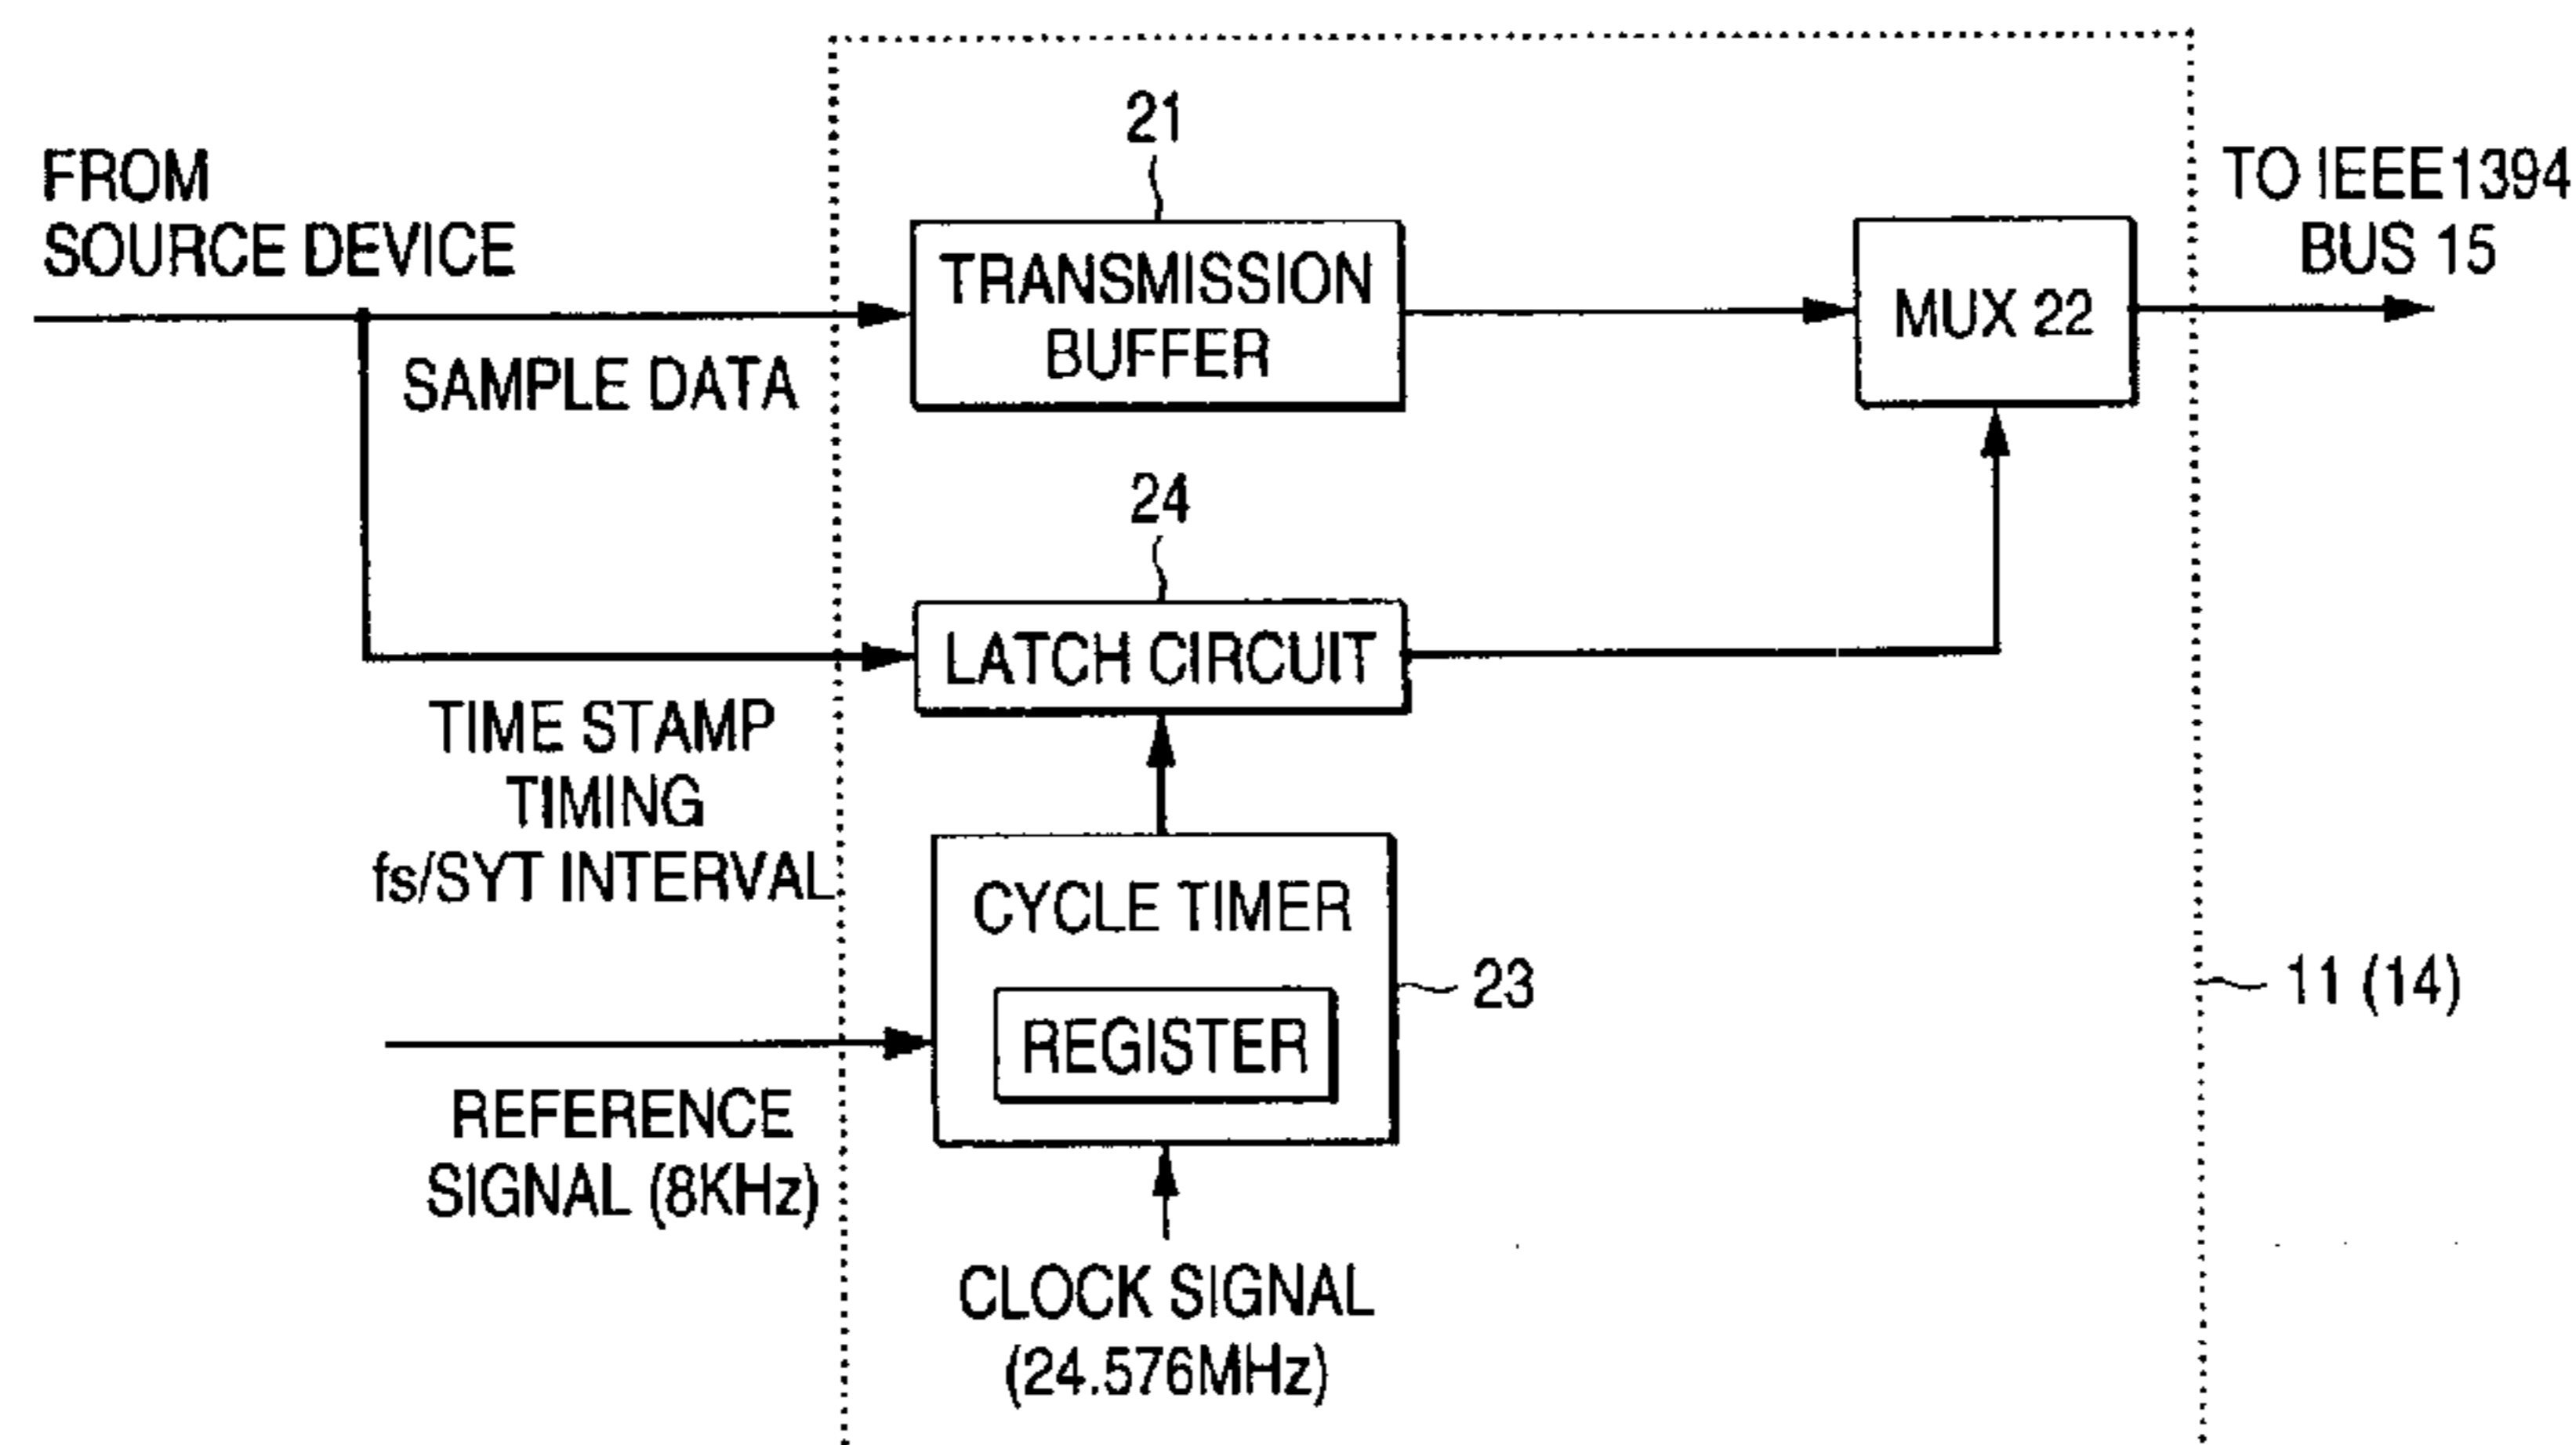 21
FROM
SOURCE DEVICE
TO IEEE1394
BUS 15
TRANSMISSION
BUFFER
MUX 22
SAMPLE DATA
24
LATCH CIRCUIT
TIME STAMP
TIMING
fs/SYT INTERVAL
CYCLE TIMER
REGISTER
23
11 (14)
REFERENCE
SIGNAL (8KHz)
CLOCK SIGNAL
(24.576MHz)